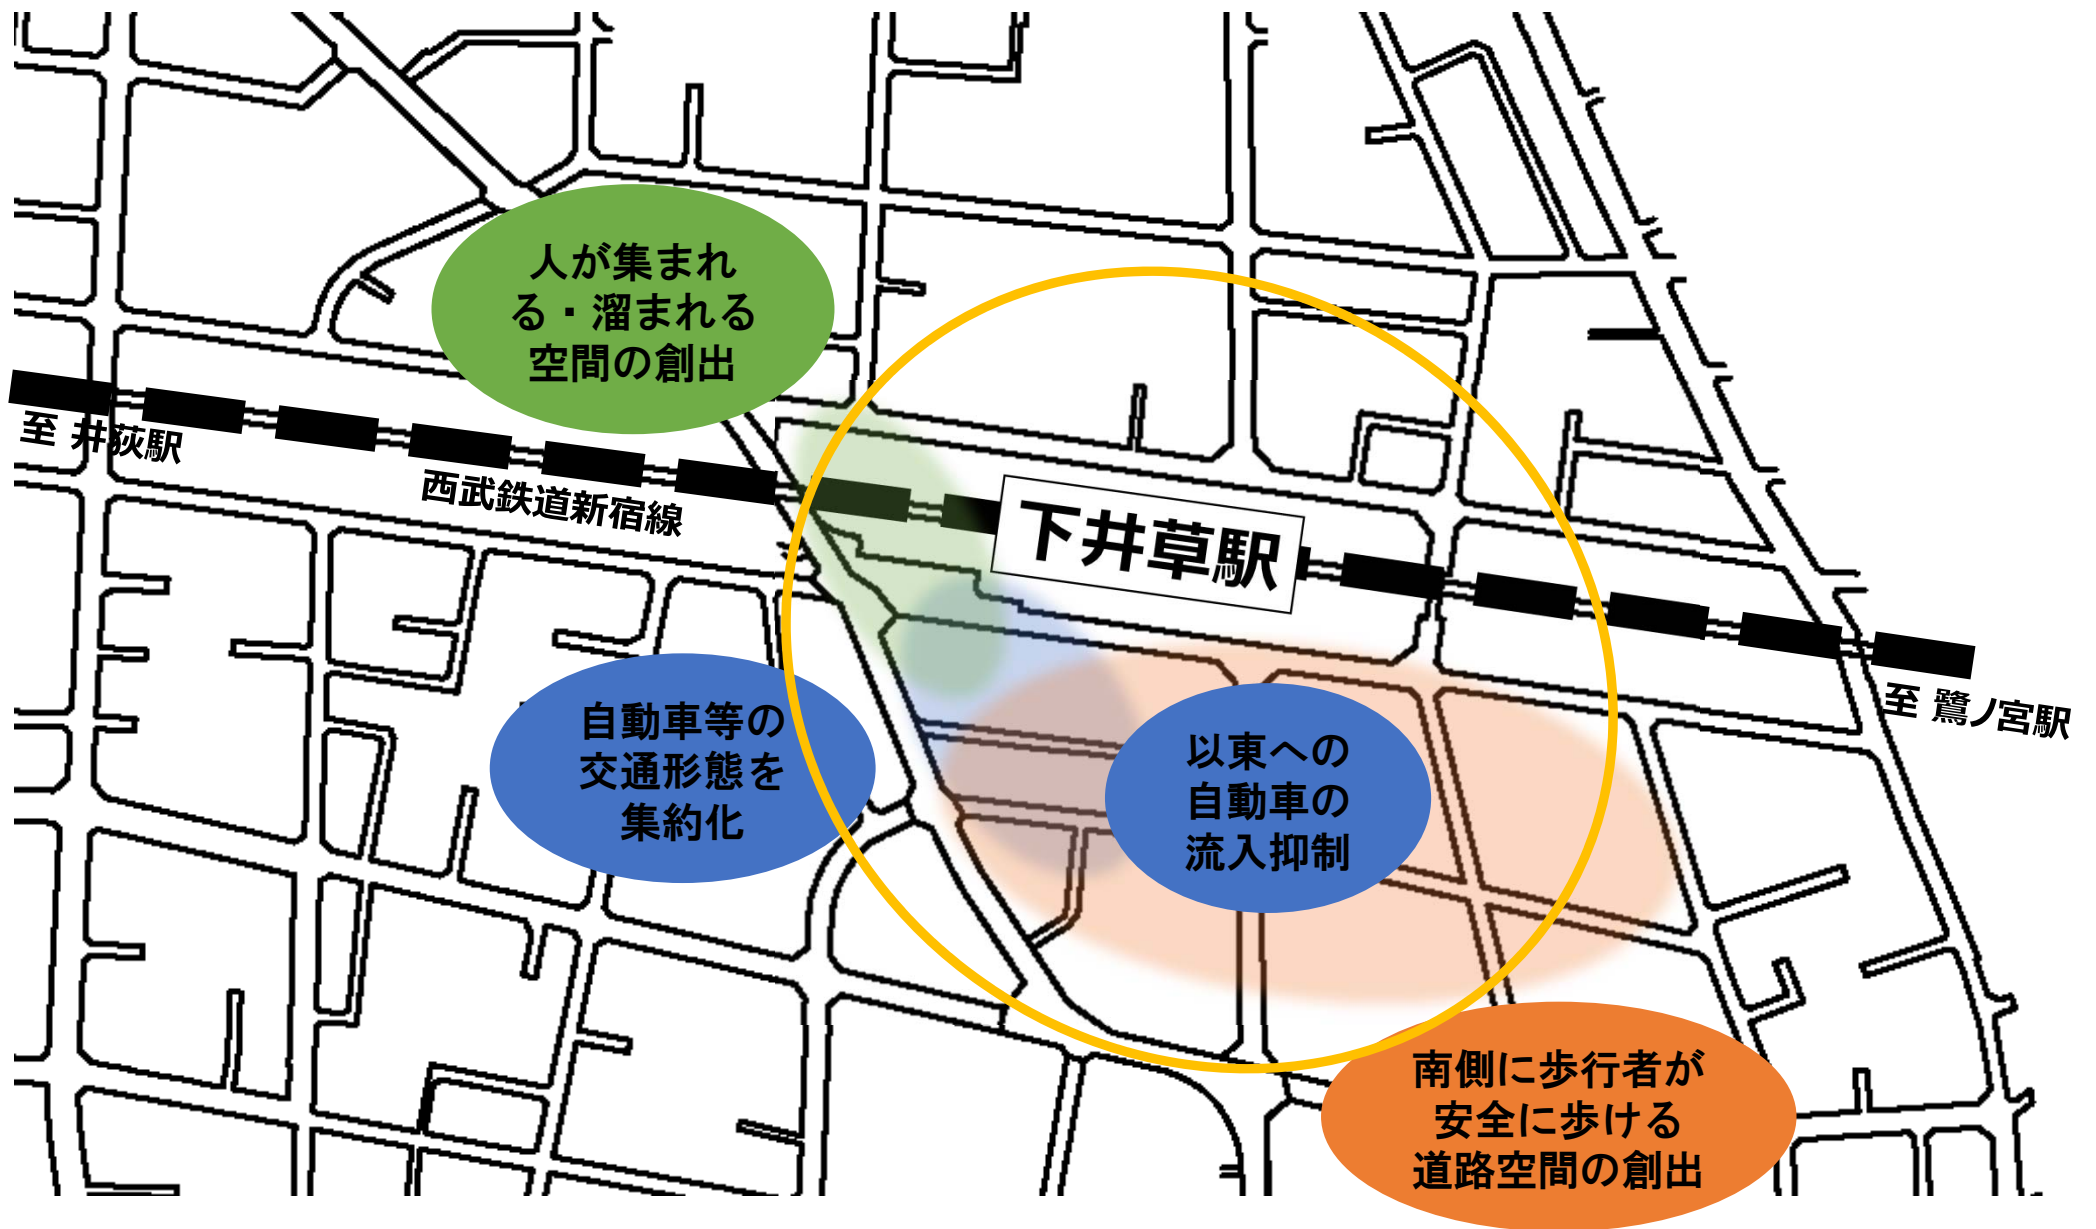 人が集まれ
る・溜まれる
空間の創出
至 井荻駅
西武鉄道新宿線
下井草駅
至 鷺ノ宮駅
自動車等の
交通形態を
集約化
以東への
自動車の
流入抑制
南側に歩行者が
安全に歩ける
道路空間の創出